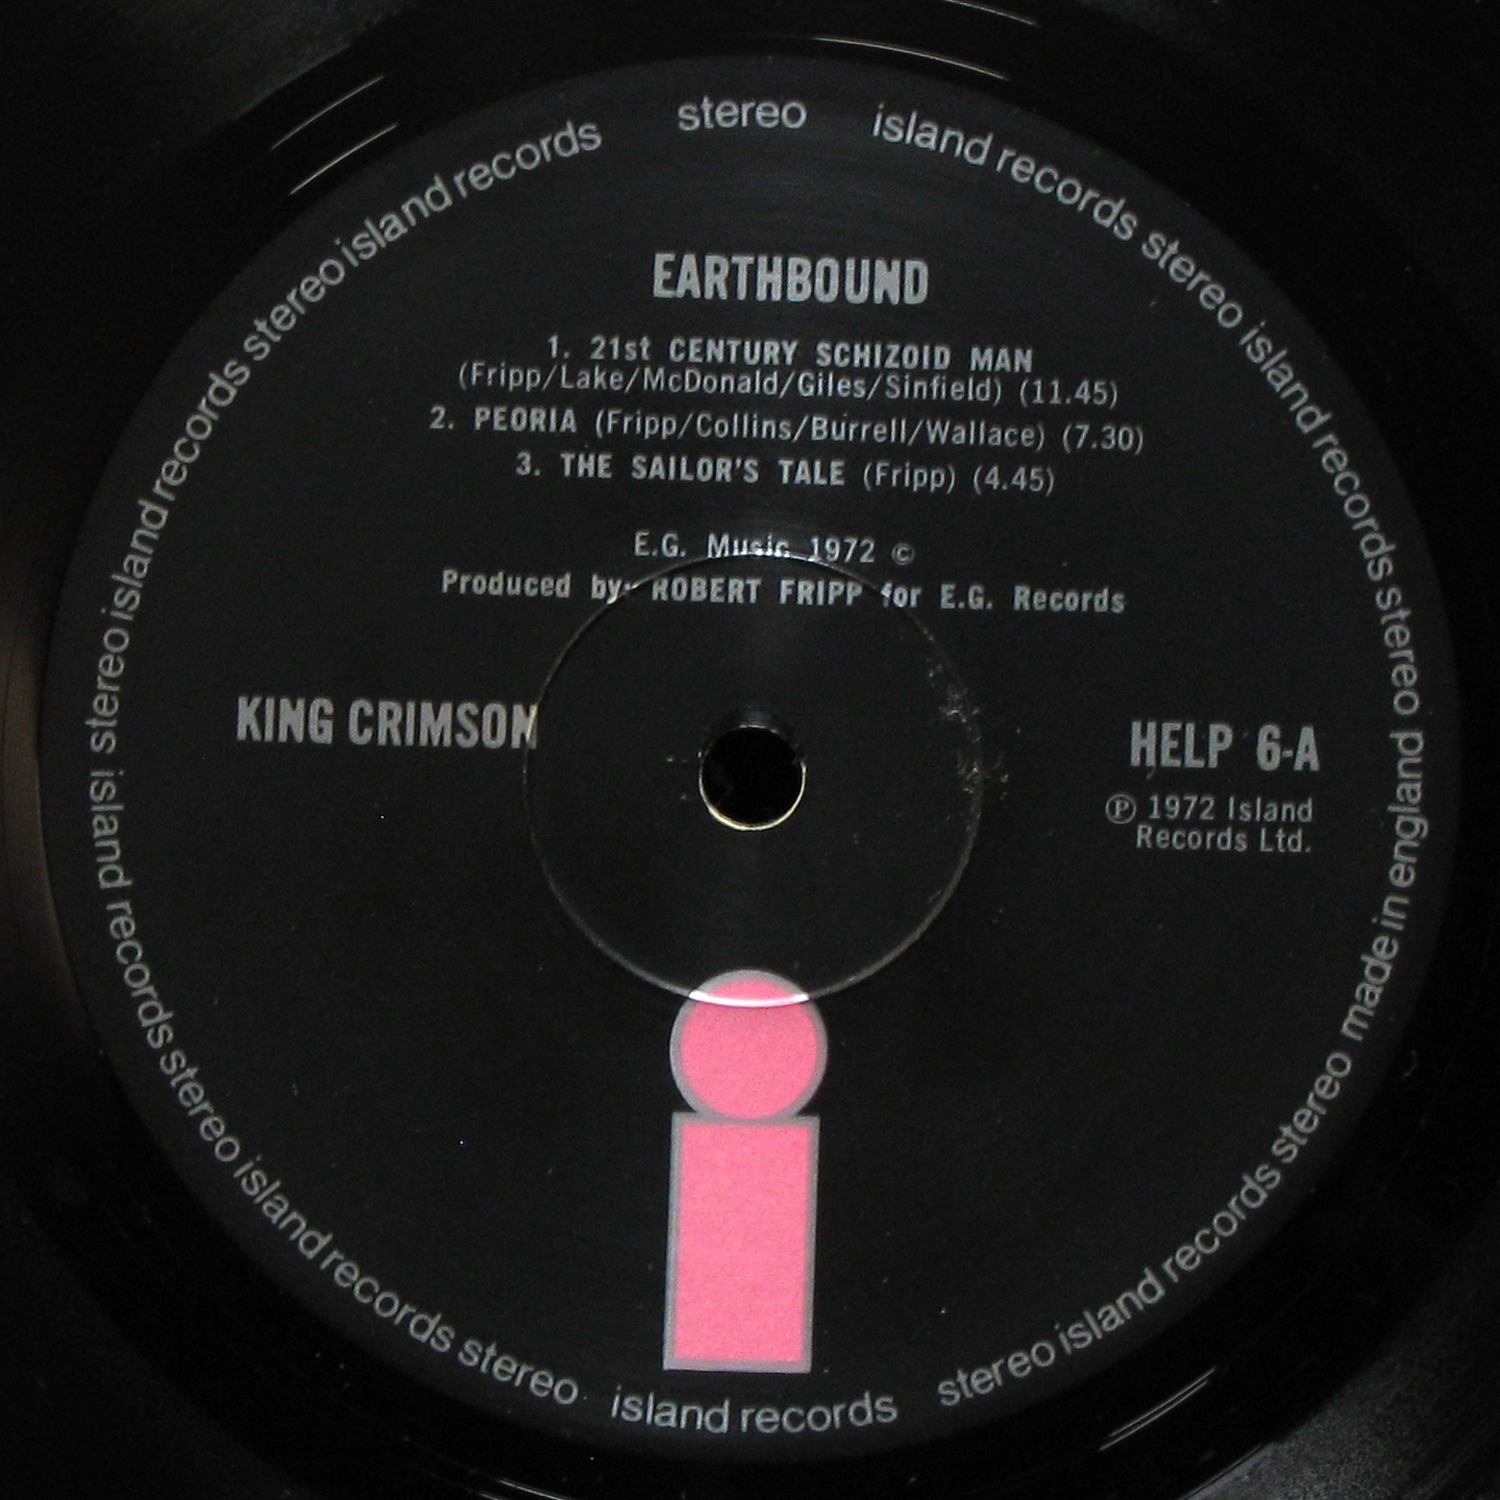 stereo island records stereo island records stereo made in england stereo island records stereo island records stereo island records stereo island records stereo island records stereo island records
EARTHBOUND
1. 21st CENTURY SCHIZOID MAN
(Fripp/Lake/McDonald/Giles/Sinfield) (11.45)
2. PEORIA (Fripp/Collins/Burrell/Wallace) (7.30)
3. THE SAILOR'S TALE (Fripp) (4.45)
E.G. Music 1972 ©
Produced by: ROBERT FRIPP for E.G. Records
KING CRIMSON
HELP 6-A
℗ 1972 Island
Records Ltd.